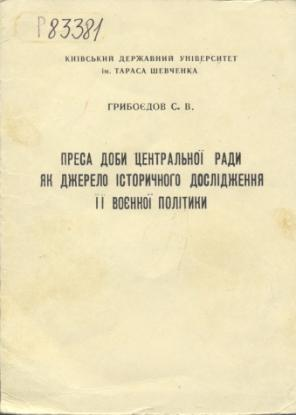 Р83381
КИЇВСЬКИЙ ДЕРЖАВНИЙ УНІВЕРСИТЕТ
ім. ТАРАСА ШЕВЧЕНКА
ГРИБОЄДОВ С. В.
ПРЕСА ДОБИ ЦЕНТРАЛЬНОЇ РАДИ
ЯК ДЖЕРЕЛО ІСТОРИЧНОГО ДОСЛІДЖЕННЯ
ЇЇ ВОЄННОЇ ПОЛІТИКИ